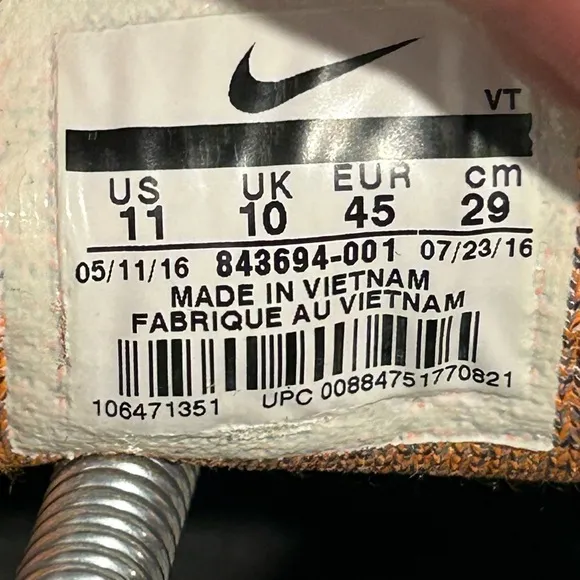 VT
US UK EUR cm
11 10 45 29
05/11/16 843694-001 07/23/16
MADE IN VIETNAM
FABRIQUE AU VIETNAM
106471351 UPC 00884751770821